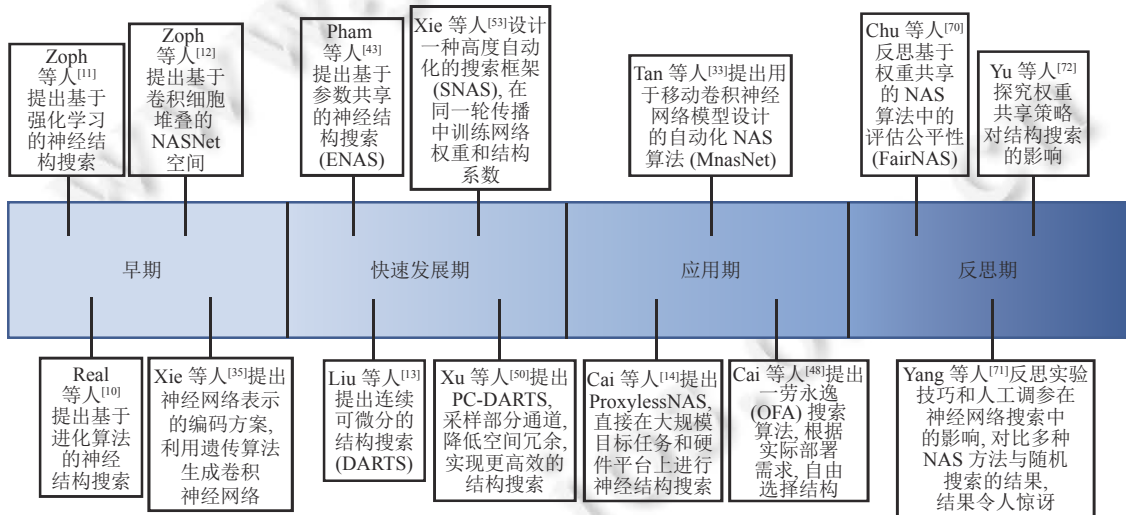 Zoph
等人[11]
提出基于
强化学习
的神经结
构搜索
Zoph
等人[12]
提出基于
卷积细胞
堆叠的
NASNet
空间
Pham
等人[43]
提出基于
参数共享
的神经结
构搜索
(ENAS)
Xie 等人[53]设计
一种高度自动
化的搜索框架
(SNAS), 在
同一轮传播
中训练网络
权重和结构
系数
Tan 等人[33]提出用
于移动卷积神经
网络模型设计
的自动化 NAS
算法 (MnasNet)
Chu 等人[70]
反思基于
权重共享
的 NAS
算法中的
评估公平性
(FairNAS)
Yu 等人[72]
探究权重
共享策略
对结构搜索
的影响
早期
快速发展期
应用期
反思期
Real
等人[10]
提出基于
进化算法
的神经
结构搜索
Xie 等人[35]提出
神经网络表示
的编码方案,
利用遗传算法
生成卷积
神经网络
Liu 等人[13]
提出连续
可微分的
结构搜索
(DARTS)
Xu 等人[50]提出
PC-DARTS,
采样部分通道,
降低空间冗余,
实现更高效的
结构搜索
Cai 等人[14]提出
ProxylessNAS,
直接在大规模
目标任务和硬
件平台上进行
神经结构搜索
Cai 等人[48]提出
一劳永逸
(OFA) 搜索
算法, 根据
实际部署
需求, 自由
选择结构
Yang 等人[71]反思实验
技巧和人工调参在
神经网络搜索中
的影响, 对比多种
NAS 方法与随机
搜索的结果,
结果令人惊讶